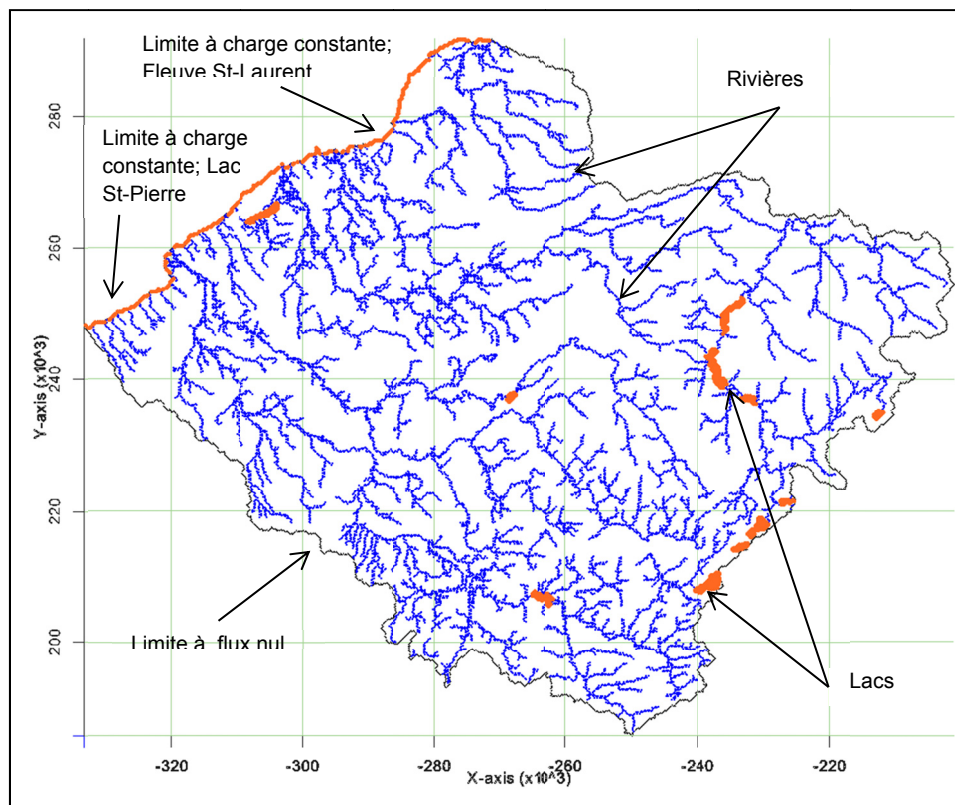 Limite à charge constante;
Fleuve St-Laurent
Rivières
Limite à charge
constante; Lac
St-Pierre
Limite à flux nul
Lacs
280
260
240
220
200
Y-axis (x10^3)
-320
-300
-280
-260
-240
-220
X-axis (x10^3)